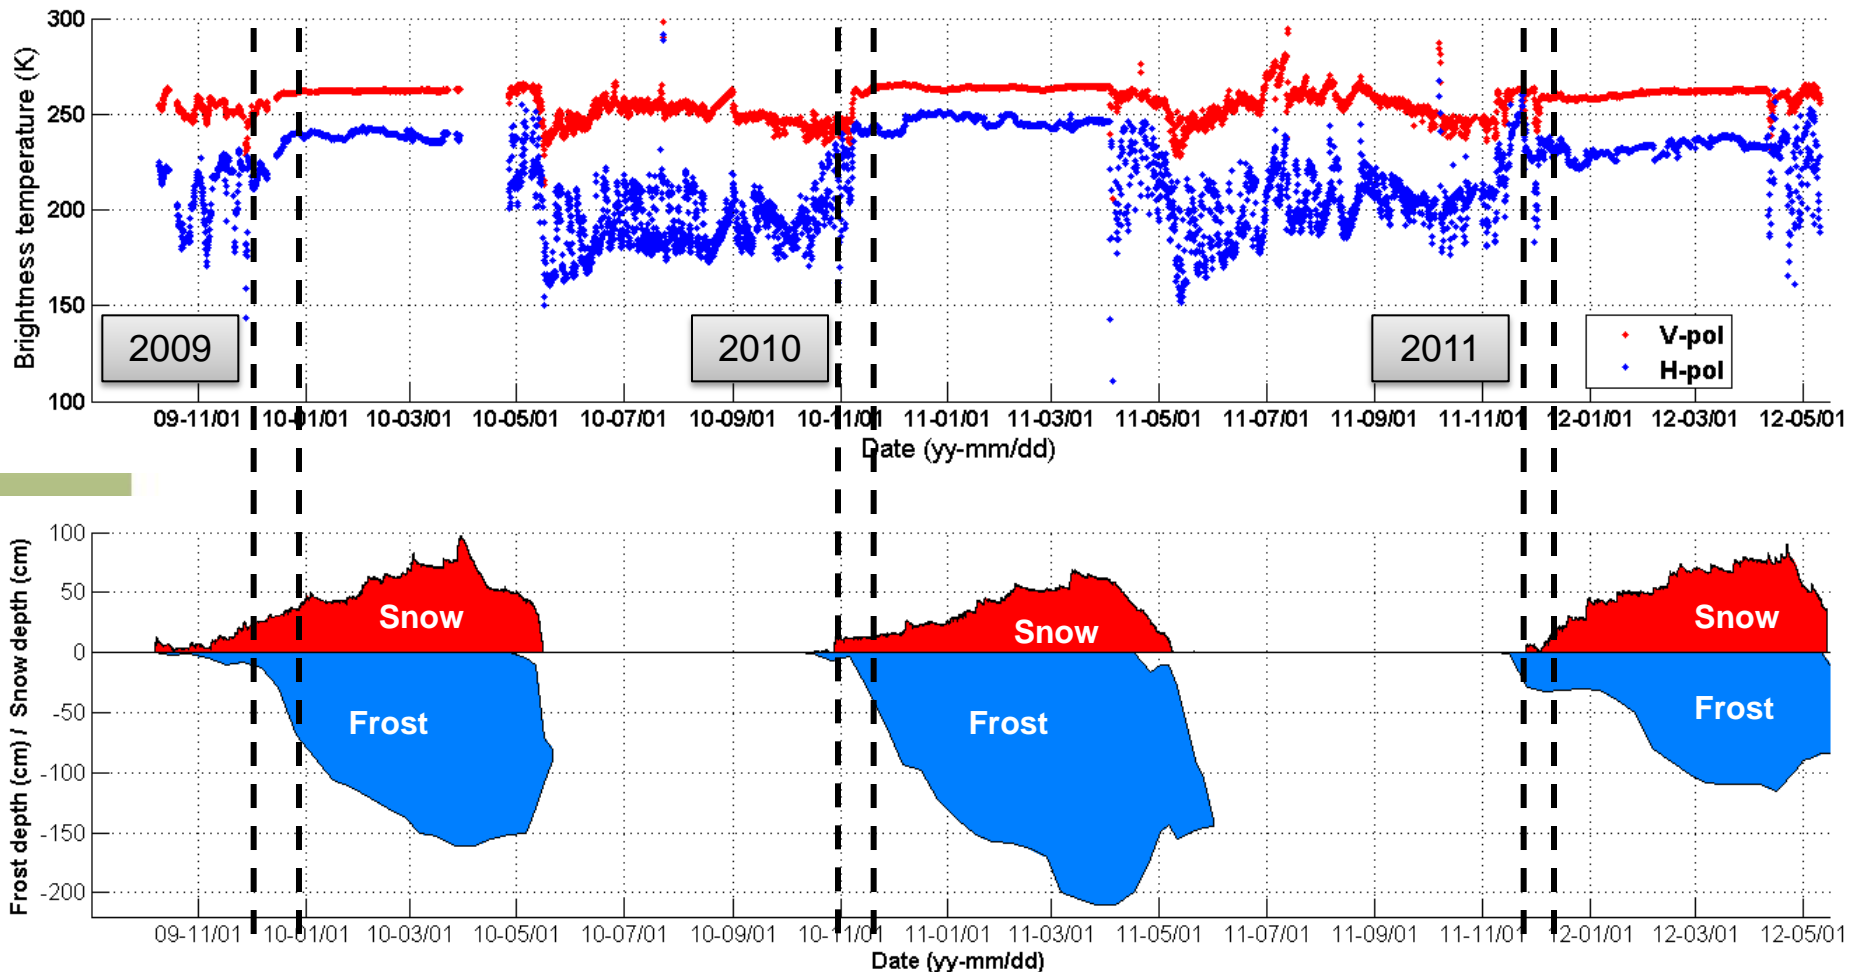 300
250
200
150
100
Brightness temperature (K)
2009
2010
2011
V-pol
H-pol
09-11/01 10-01/01 10-03/01 10-05/01 10-07/01 10-09/01 10-11/01 11-01/01 11-03/01 11-05/01 11-07/01 11-09/01 11-11/01 12-01/01 12-03/01 12-05/01
Date (yy-mm/dd)
100
50
0
-50
-100
-150
-200
Frost depth (cm) / Snow depth (cm)
Snow
Snow
Snow
Frost
Frost
Frost
09-11/01 10-01/01 10-03/01 10-05/01 10-07/01 10-09/01 10-11/01 11-01/01 11-03/01 11-05/01 11-07/01 11-09/01 11-11/01 12-01/01 12-03/01 12-05/01
Date (yy-mm/dd)